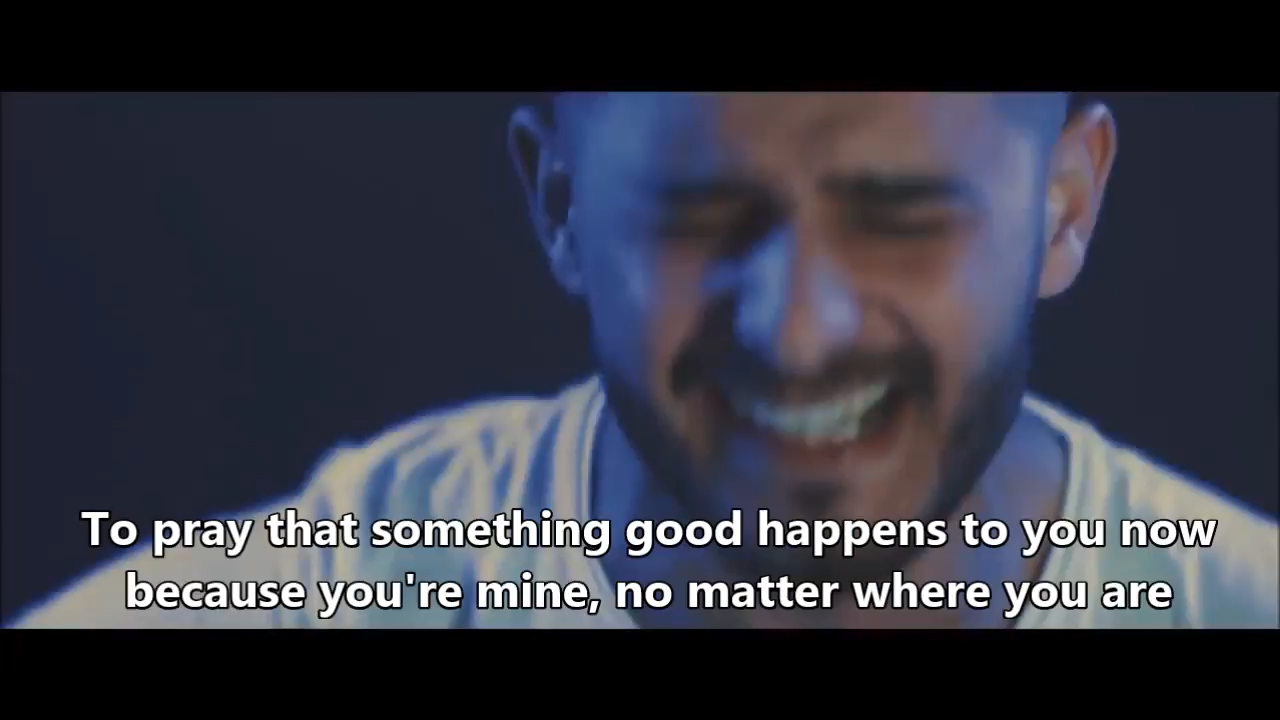 To pray that something good happens to you now
because you're mine, no matter where you are